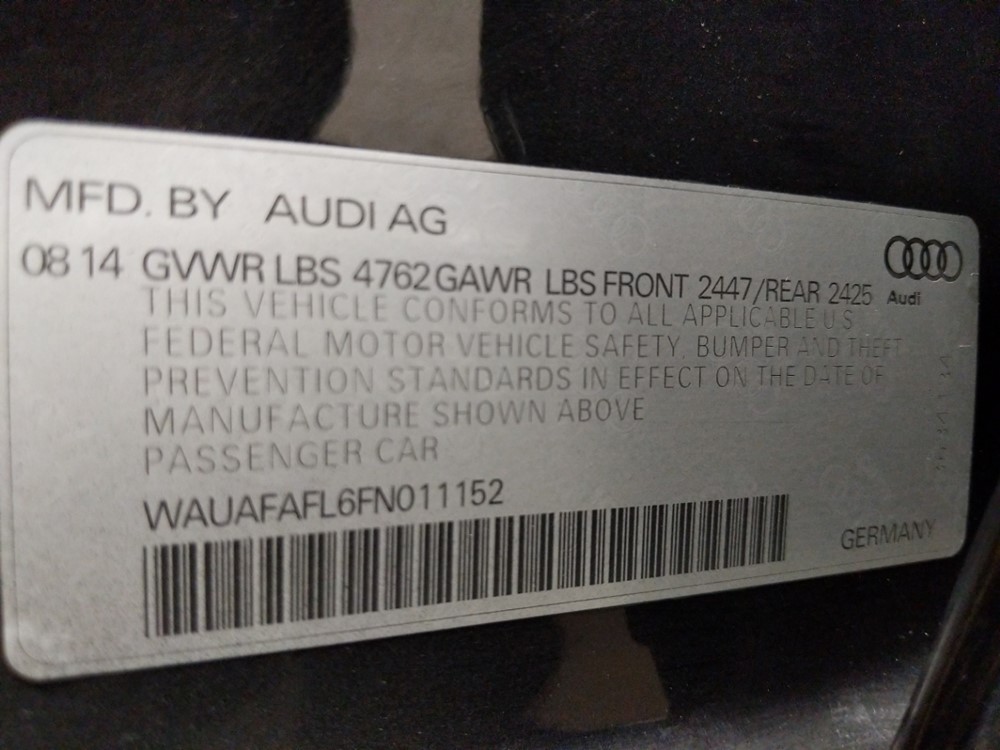 MFD. BY AUDI AG
08 14 GVWR LBS 4762 GAWR LBS FRONT 2447/REAR 2425
Audi
THIS VEHICLE CONFORMS TO ALL APPLICABLE U S
FEDERAL MOTOR VEHICLE SAFETY, BUMPER AND THEFT
PREVENTION STANDARDS IN EFFECT ON THE DATE OF
MANUFACTURE SHOWN ABOVE
PASSENGER CAR
WAUAFAFL6FN011152
GERMANY